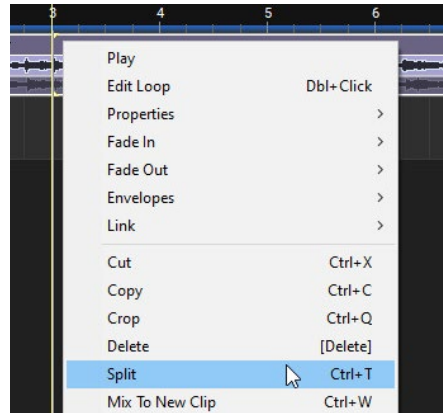 3 4 5 6
Play
Edit Loop Dbl+Click
Properties >
Fade In >
Fade Out >
Envelopes >
Link >
Cut Ctrl+X
Copy Ctrl+C
Crop Ctrl+Q
Delete [Delete]
Split Ctrl+T
Mix To New Clip Ctrl+W